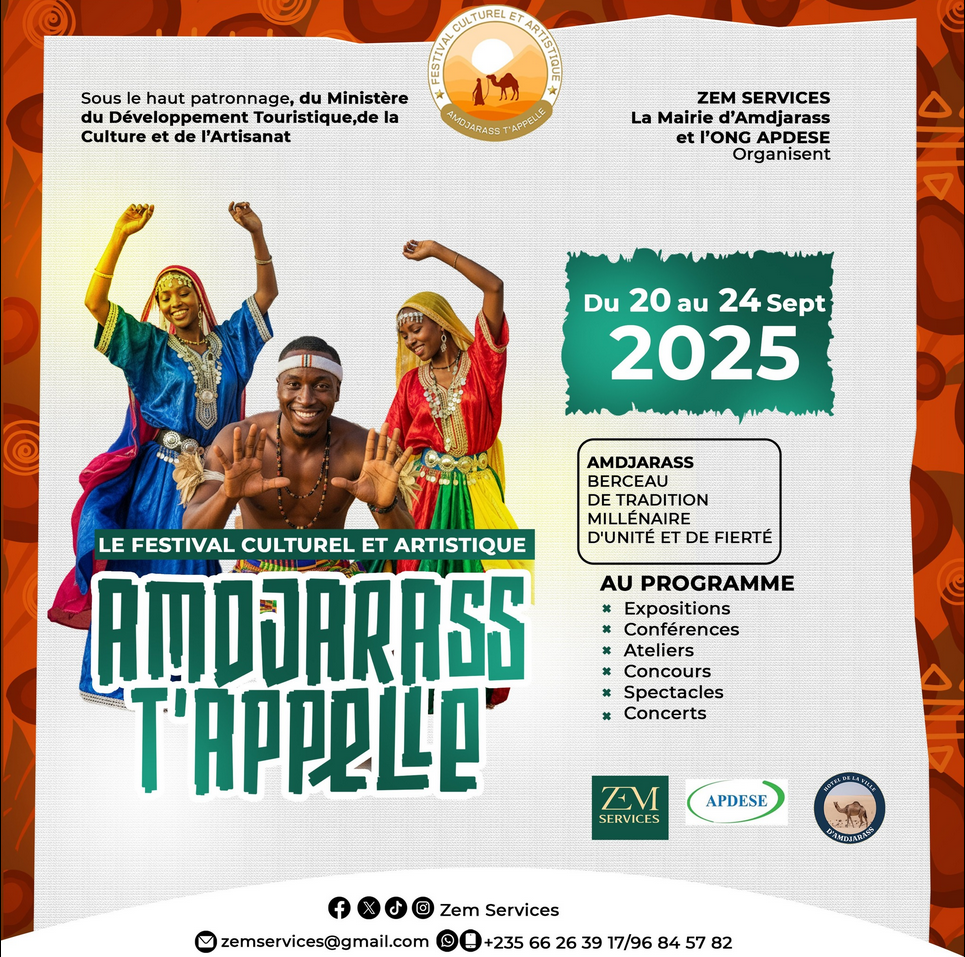 FESTIVAL CULTUREL ET ARTISTIQUE
AMDJARASS T'APPELLE
Sous le haut patronnage, du Ministère
du Développement Touristique,de la
Culture et de l'Artisanat
ZEM SERVICES
La Mairie d'Amdjarass
et l'ONG APDESE
Organisent
Du 20 au 24 Sept
2025
AMDJARASS
BERCEAU
DE TRADITION
MILLÉNAIRE
D'UNITÉ ET DE FIERTÉ
LE FESTIVAL CULTUREL ET ARTISTIQUE
AMDJARASS
T'APPELLE
AU PROGRAMME
Expositions
Conférences
Ateliers
Concours
Spectacles
Concerts
ZEM
SERVICES
APDESE
HOTEL DE LA VILLE
D'AMDJARASS
Zem Services
zemservices@gmail.com +235 66 26 39 17/96 84 57 82